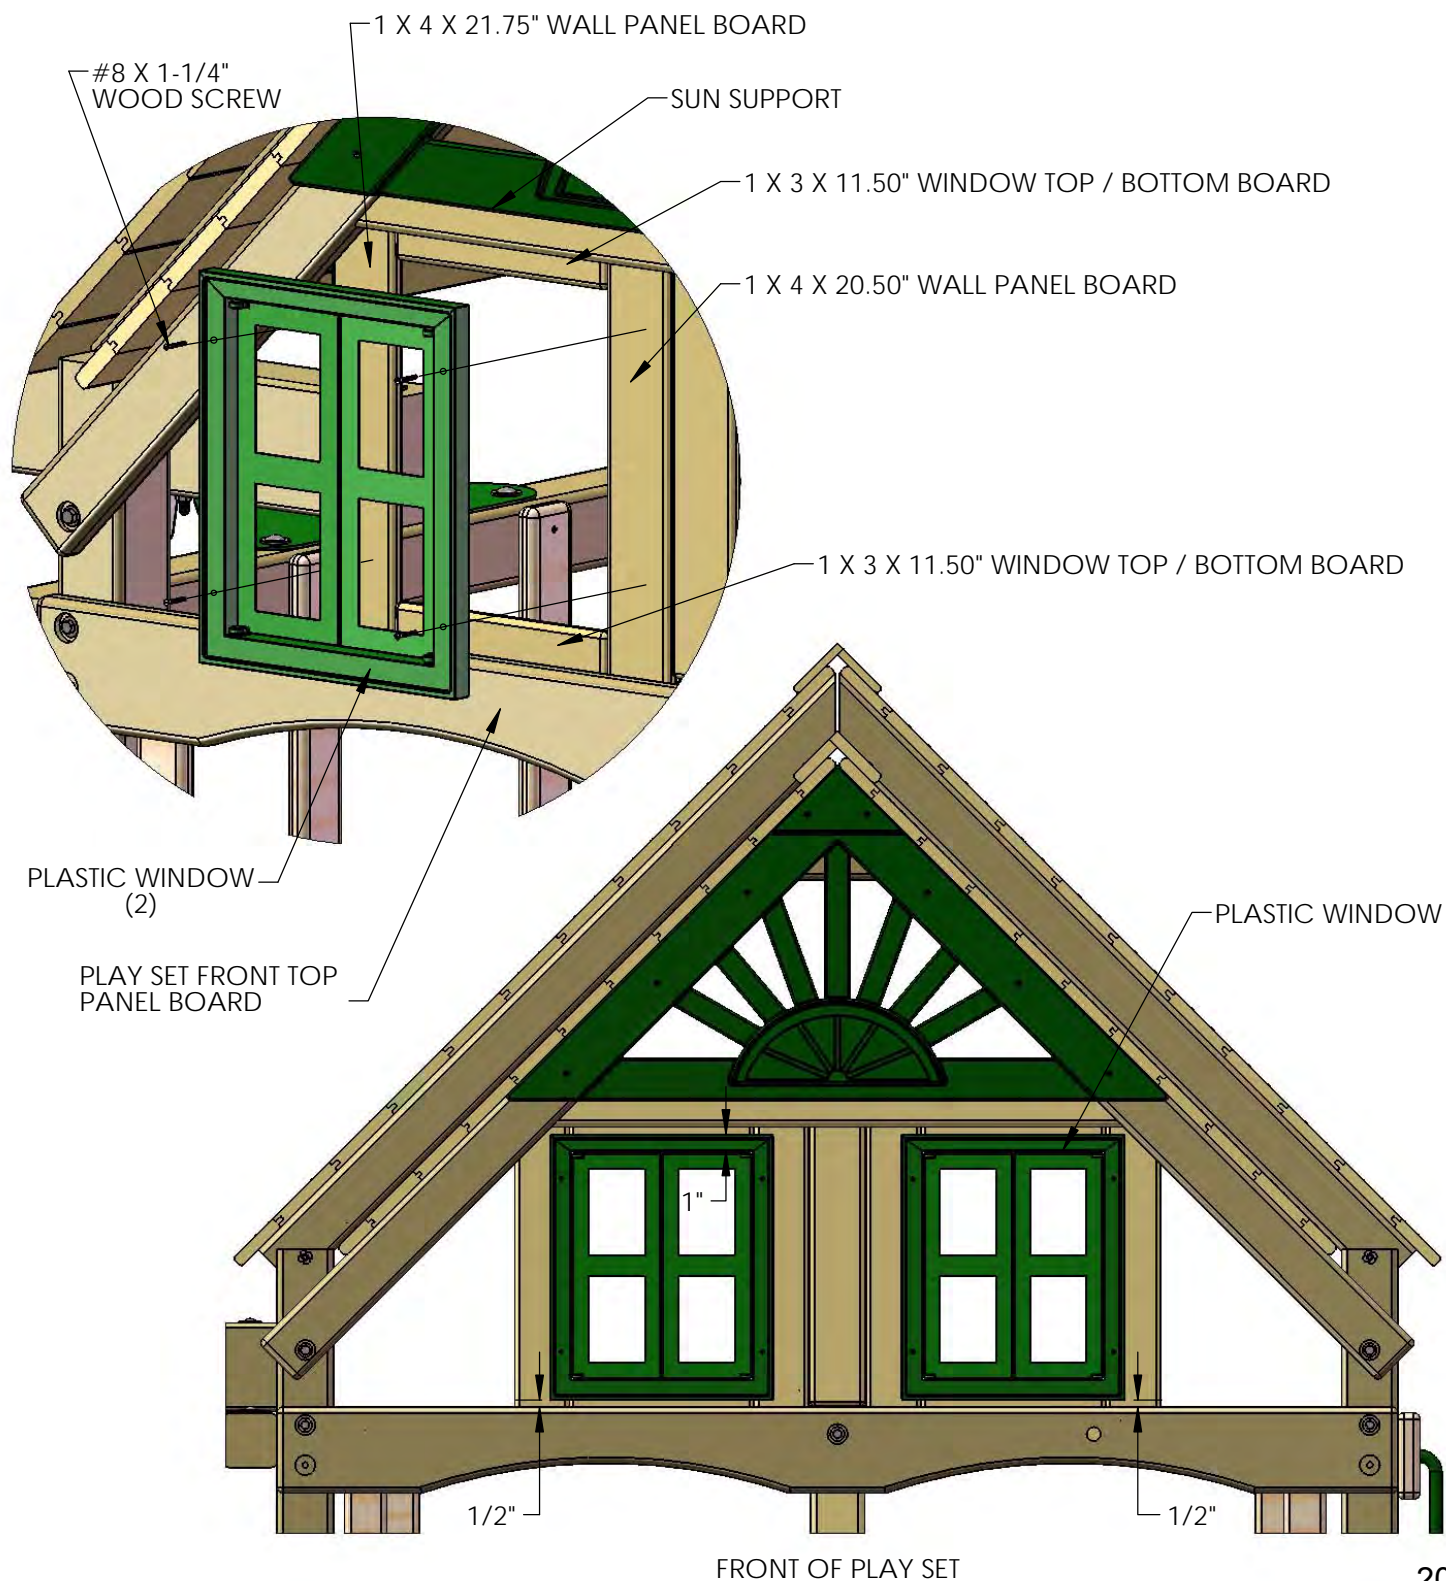 1 X 4 X 21.75" WALL PANEL BOARD
#8 X 1-1/4"
WOOD SCREW
SUN SUPPORT
1 X 3 X 11.50" WINDOW TOP / BOTTOM BOARD
1 X 4 X 20.50" WALL PANEL BOARD
1 X 3 X 11.50" WINDOW TOP / BOTTOM BOARD
PLASTIC WINDOW
(2)
PLASTIC WINDOW
PLAY SET FRONT TOP
PANEL BOARD
1"
1/2"
1/2"
FRONT OF PLAY SET
20